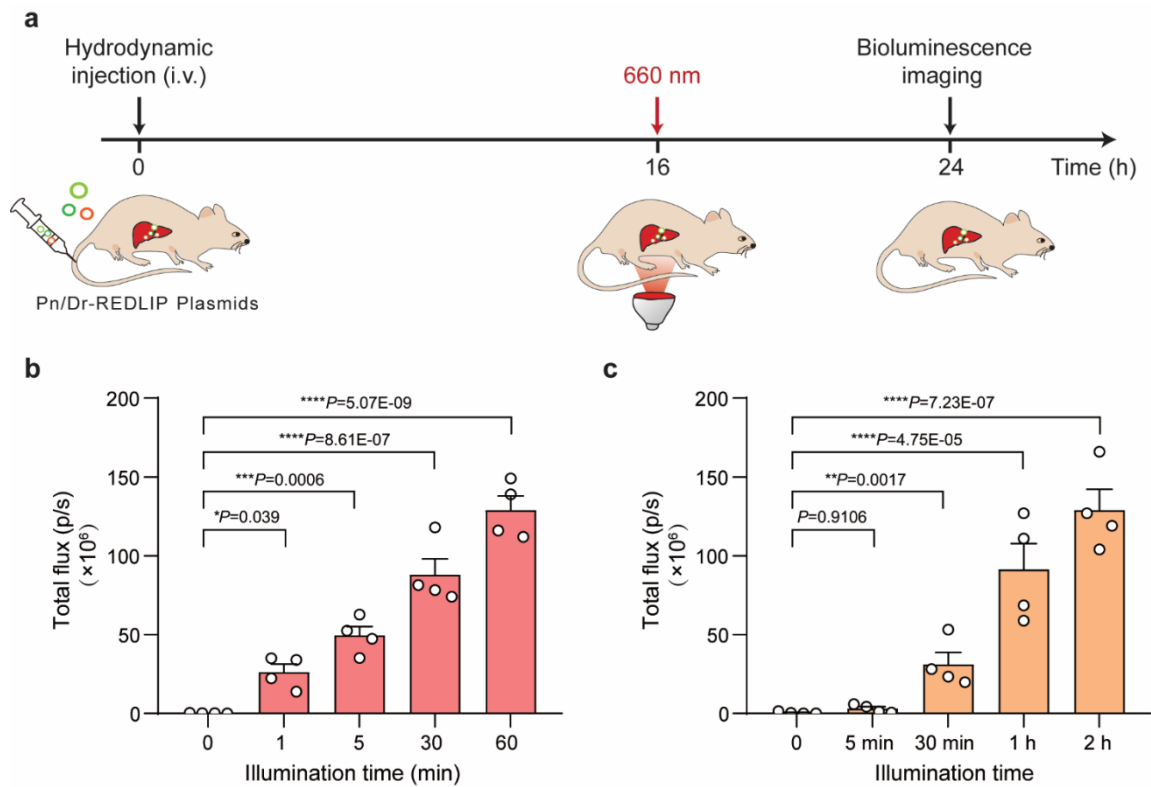 a
Hydrodynamic
injection (i.v.)
660 nm
Bioluminescence
imaging
0
16
24
Time (h)
Pn/Dr-REDLIP Plasmids
b
Total flux (p/s)
(×10⁶)
200
150
100
50
0
****P=5.07E-09
****P=8.61E-07
***P=0.0006
*P=0.039
0
1
5
30
60
Illumination time (min)
c
Total flux (p/s)
(×10⁶)
200
150
100
50
0
****P=7.23E-07
****P=4.75E-05
**P=0.0017
P=0.9106
0
5 min
30 min
1 h
2 h
Illumination time